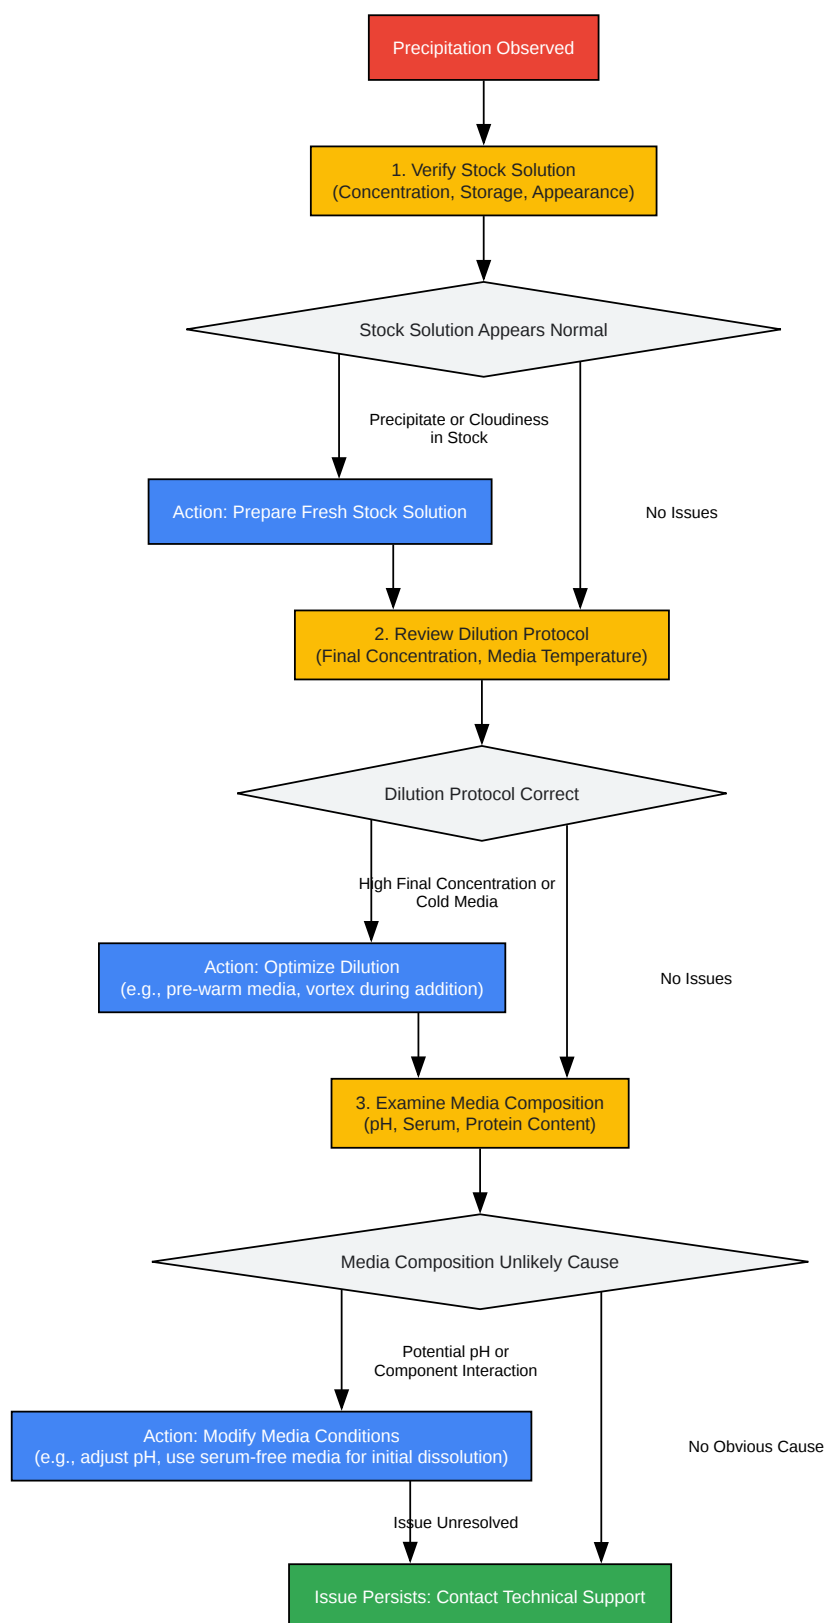 Precipitation Observed
1. Verify Stock Solution
(Concentration, Storage, Appearance)
Stock Solution Appears Normal
Precipitate or Cloudiness
in Stock
Action: Prepare Fresh Stock Solution
No Issues
2. Review Dilution Protocol
(Final Concentration, Media Temperature)
Dilution Protocol Correct
High Final Concentration or
Cold Media
Action: Optimize Dilution
(e.g., pre-warm media, vortex during addition)
No Issues
3. Examine Media Composition
(pH, Serum, Protein Content)
Media Composition Unlikely Cause
Potential pH or
Component Interaction
Action: Modify Media Conditions
(e.g., adjust pH, use serum-free media for initial dissolution)
No Obvious Cause
Issue Unresolved
Issue Persists: Contact Technical Support